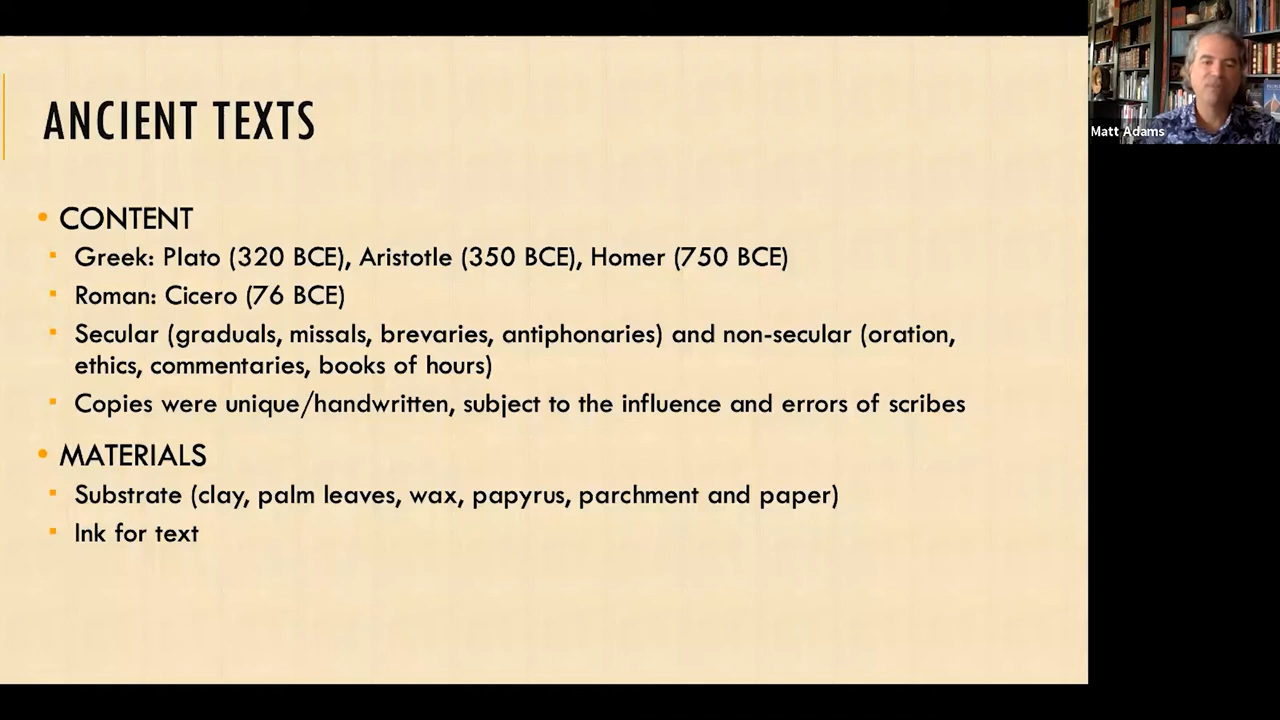 ANCIENT TEXTS
Matt Adams
• CONTENT
▪ Greek: Plato (320 BCE), Aristotle (350 BCE), Homer (750 BCE)
▪ Roman: Cicero (76 BCE)
▪ Secular (graduals, missals, brevaries, antiphonaries) and non-secular (oration,
ethics, commentaries, books of hours)
▪ Copies were unique/handwritten, subject to the influence and errors of scribes
• MATERIALS
▪ Substrate (clay, palm leaves, wax, papyrus, parchment and paper)
▪ Ink for text